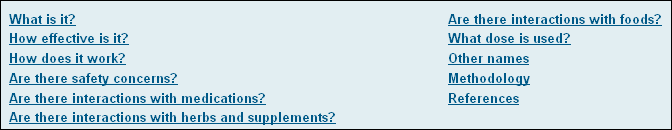 What is it?
How effective is it?
How does it work?
Are there safety concerns?
Are there interactions with medications?
Are there interactions with herbs and supplements?
Are there interactions with foods?
What dose is used?
Other names
Methodology
References